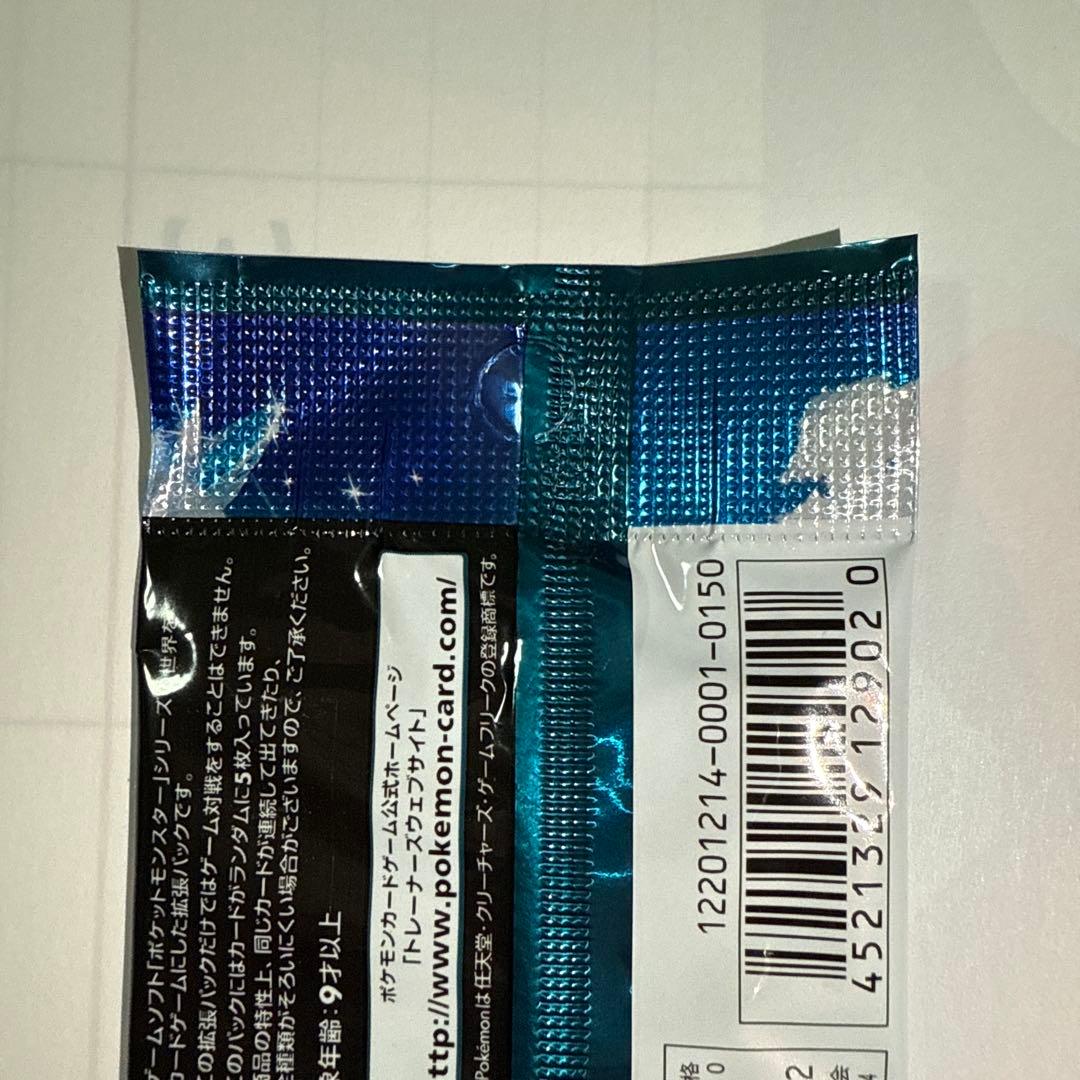 ゲームソフト「ポケットモンスター」シリーズ 世界を
カードゲームにした拡張パックです。
この拡張パックだけではゲーム対戦をすることはできません。
このパックにはカードがランダムに5枚入っています。
商品の特性上、同じカードが連続して出てきたり、
全種類がそろいにくい場合がございますので、ご了承ください。
象年齢:9才以上
ポケモンカードゲーム公式ホームページ
「トレーナーズウェブサイト」
ttp://www.pokemon-card.com/
Pokémonは任天堂・クリーチャーズ・ゲームフリークの登録商標です。
12201214-0001-0150
4521329129020
格
0
2
会
4